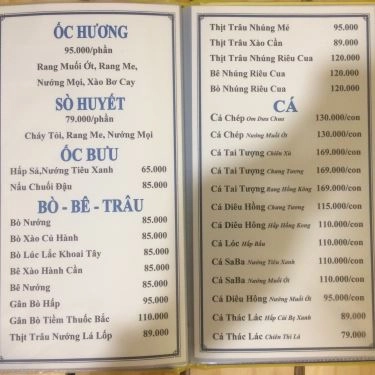 ỐC HƯƠNG
95.000/phần
Rang Muối Ớt, Rang Me,
Nướng Mọi, Xào Bơ Cay
SÒ HUYẾT
79.000/phần
Cháy Tỏi, Rang Me, Nướng Mọi
ỐC BƯU
Hấp Sả,Nướng Tiêu Xanh 65.000
Nấu Chuối Đậu 85.000
BÒ - BÊ - TRÂU
Bò Nướng 85.000
Bò Xào Củ Hành 85.000
Bò Lúc Lắc Khoai Tây 85.000
Bê Xào Hành Cần 85.000
Bê Nướng 85.000
Gân Bò Hấp 95.000
Gân Bò Tiềm Thuốc Bắc 110.000
Thịt Trâu Nướng Lá Lốp 89.000
Thịt Trâu Nhúng Mẻ 95.000
Thịt Trâu Xào Cần 89.000
Thịt Trâu Nhúng Riêu Cua 120.000
Bê Nhúng Riêu Cua 120.000
Bò Nhúng Riêu Cua 120.000
CÁ
Cá Chép Om Dưa Chua 130.000/con
Cá Chép Nướng Muối Ớt 130.000/con
Cá Tai Tượng Chiên Xù 169.000/con
Cá Tai Tượng Chưng Tương 169.000/con
Cá Tai Tượng Rang Hồng Kông 169.000/con
Cá Diêu Hồng Chưng Tương 115.000/con
Cá Diêu Hồng Hấp Hồng Kong 110.000/con
Cá Lóc Hấp Bầu 110.000/con
Cá SaBa Nướng Tiêu Xanh 110.000/con
Cá SaBa Nướng Muối Ớt 110.000/con
Cá Diêu Hồng Nướng Muối Ớt 95.000/con
Cá Thác Lác Hấp Cải Bẹ Xanh 89.000
Cá Thác Lác Chiên Thì Là 79.000